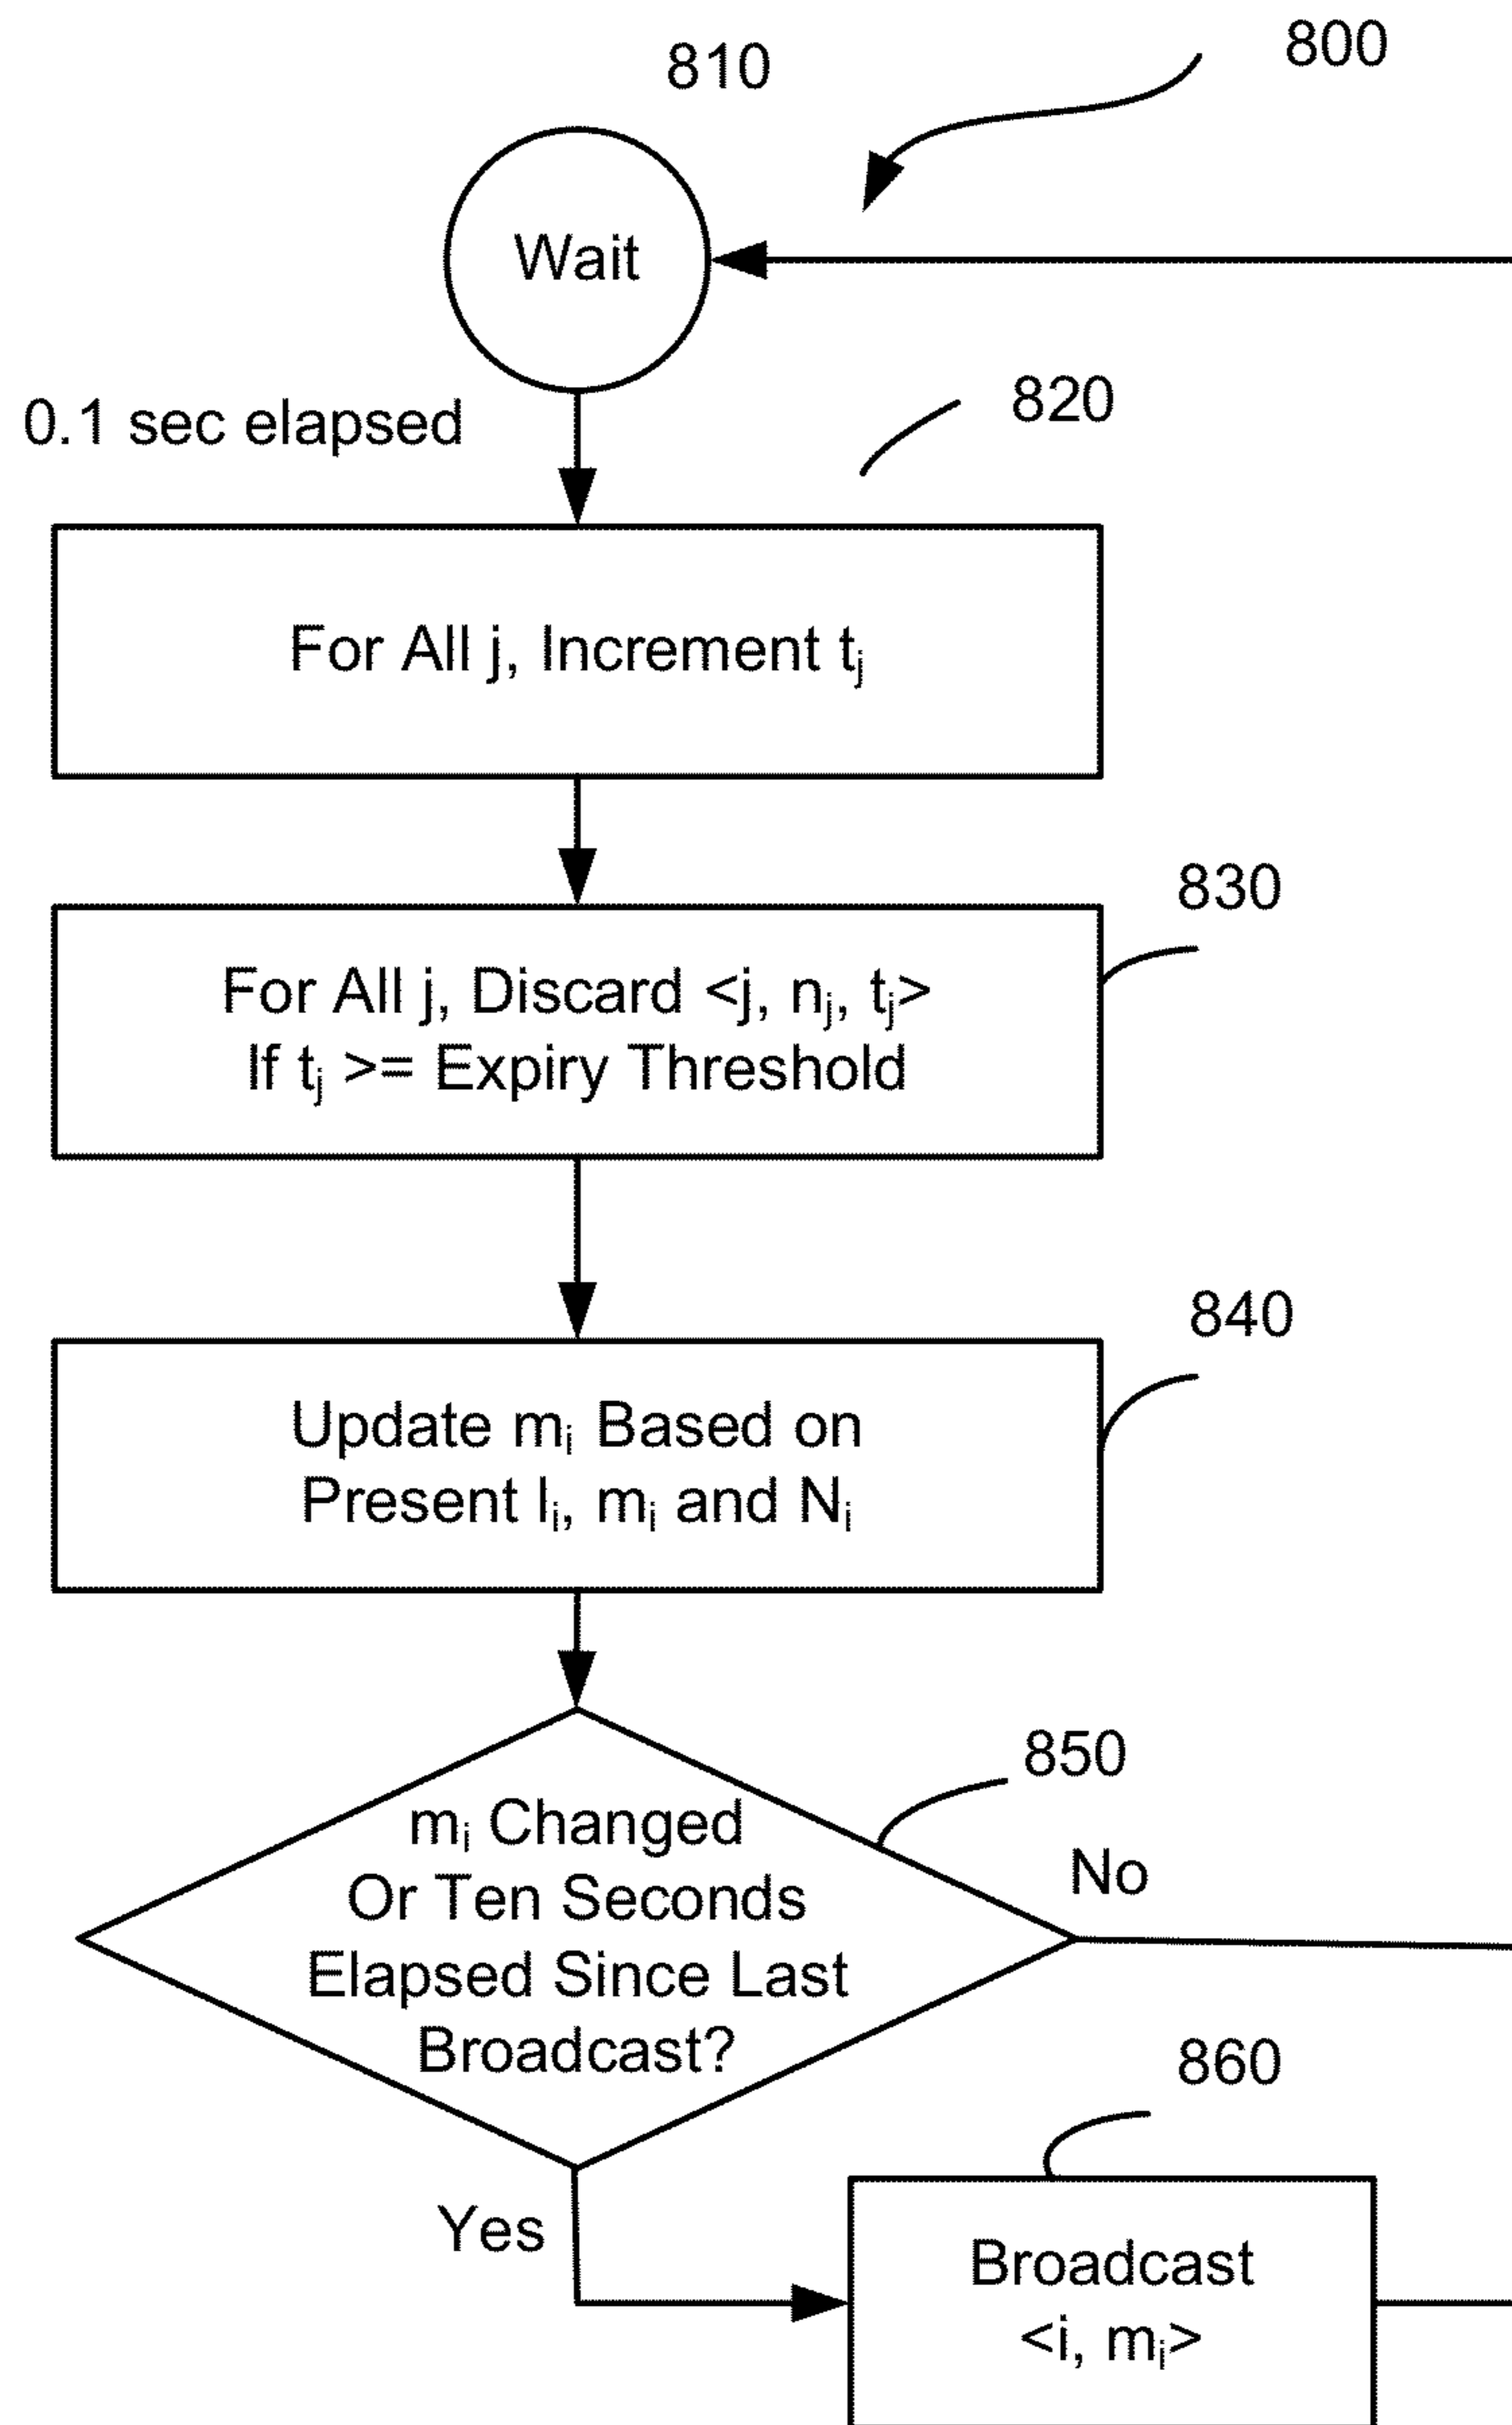 810
800
Wait
0.1 sec elapsed
820
For All j, Increment tj
830
For All j, Discard <j, nj, tj>
If tj >= Expiry Threshold
840
Update mi Based on
Present Ii, mi and Ni
850
mi Changed
Or Ten Seconds
Elapsed Since Last
Broadcast?
No
860
Yes
Broadcast
<i, mi>